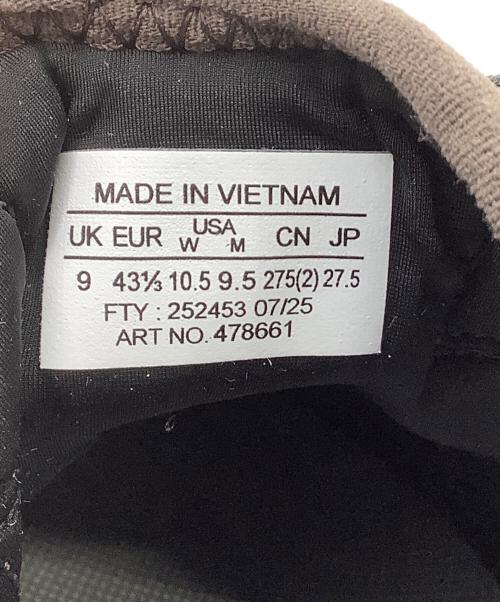 MADE IN VIETNAM
UK EUR USA W M CN JP
9 43⅓ 10.5 9.5 275(2) 27.5
FTY : 252453 07/25
ART NO. 478661